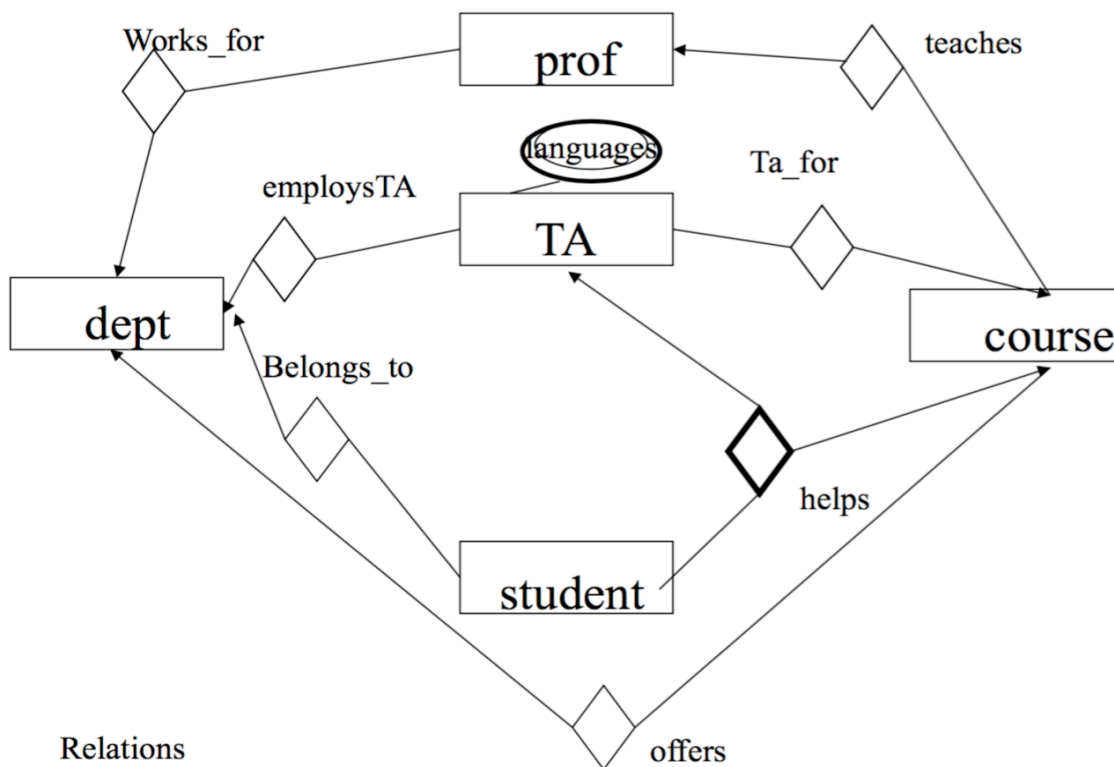 Works_for
teaches
prof
languages
Ta_for
employsTA
TA
dept
course
Belongs_to
helps
student
Relations
offers